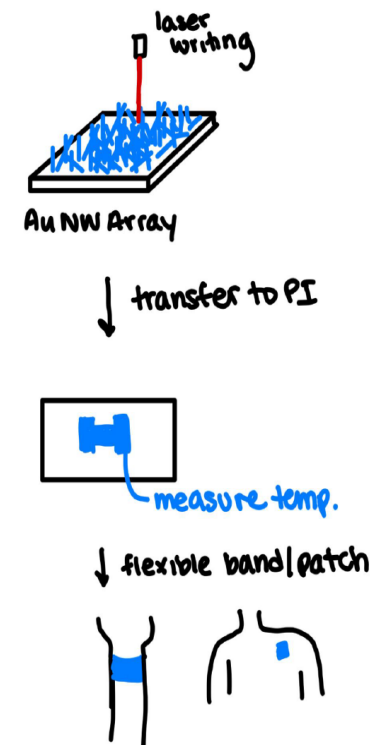 laser
writing
Au NW Array
transfer to PI
measure temp.
flexible band/patch